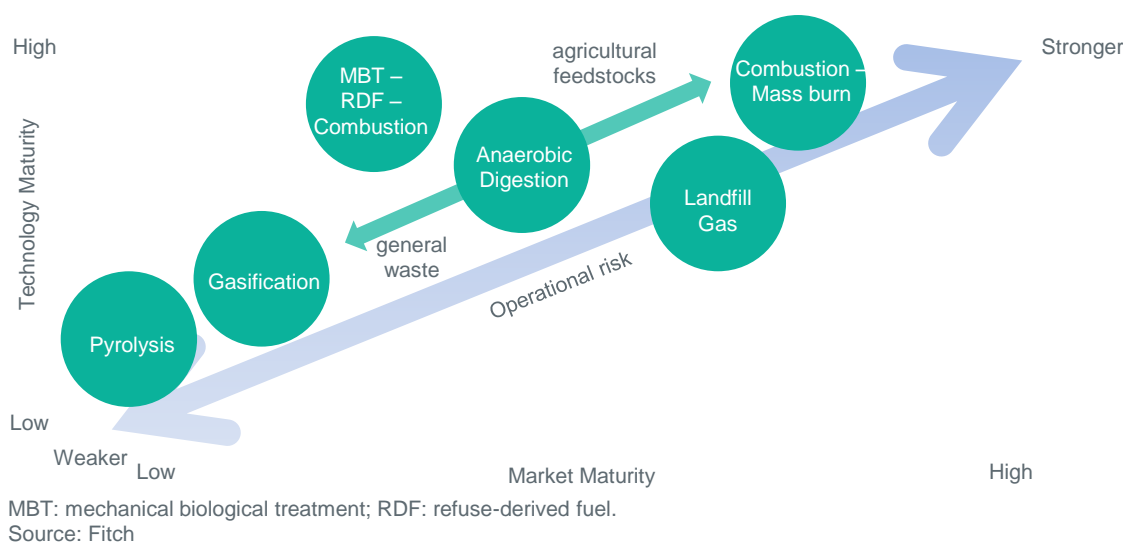 High
Stronger
agricultural
feedstocks
MBT –
RDF –
Combustion
Combustion –
Mass burn
Anaerobic
Digestion
Technology Maturity
Landfill
Gas
general
waste
Gasification
Operational risk
Pyrolysis
Low
Weaker
Low
Market Maturity
High
MBT: mechanical biological treatment; RDF: refuse-derived fuel.
Source: Fitch